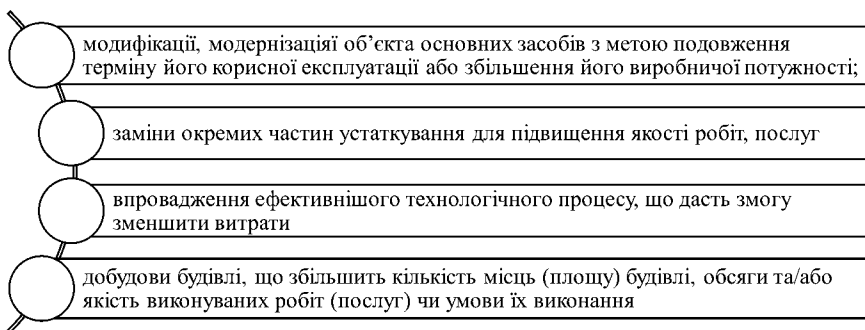 модифікації, модернізаціяї об’єкта основних засобів з метою подовження
терміну його корисної експлуатації або збільшення його виробничої потужності;
заміни окремих частин устаткування для підвищення якості робіт, послуг
впровадження ефективнішого технологічного процесу, що дасть змогу
зменшити витрати
добудови будівлі, що збільшить кількість місць (площу) будівлі, обсяги та/або
якість виконуваних робіт (послуг) чи умови їх виконання